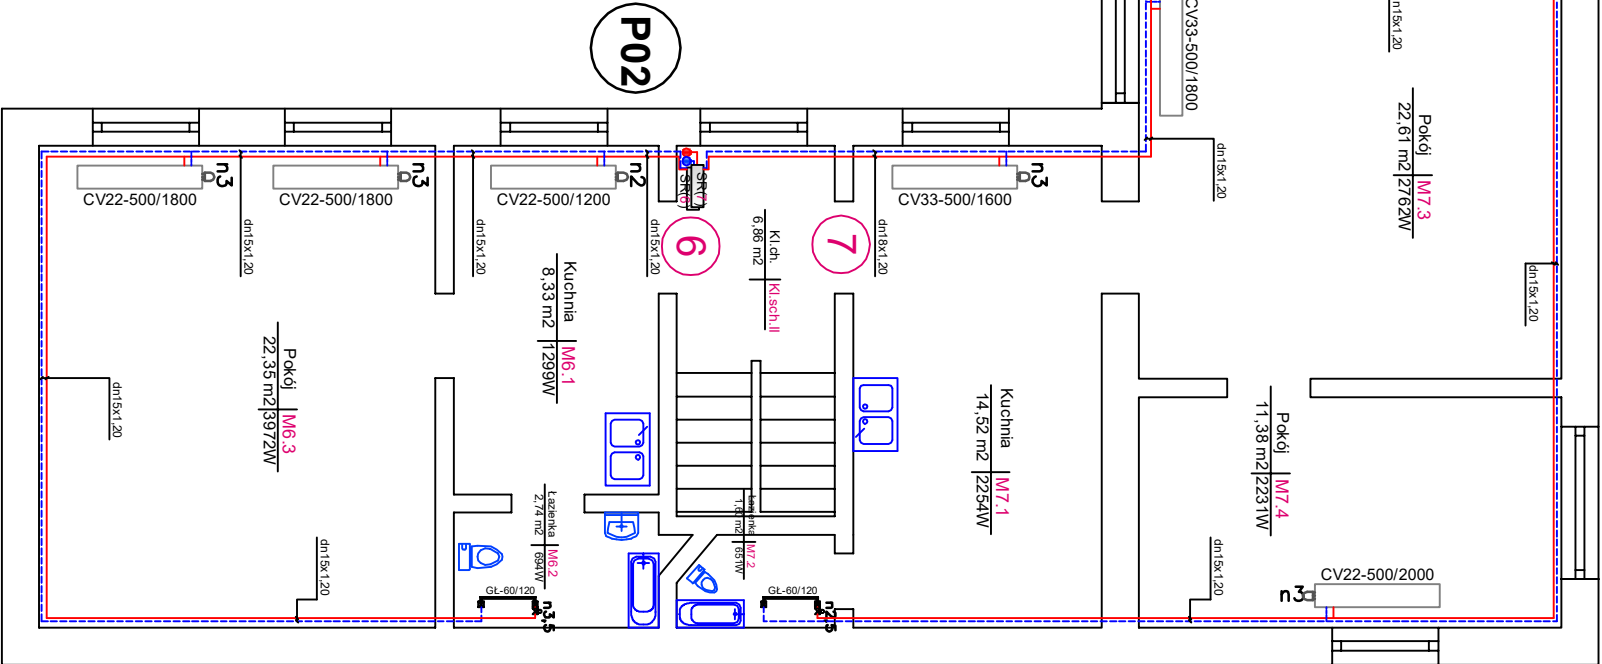 P02
CV33-500/1800
dn15x1,20
Pokój
22,61 m2
M7.3
2762W
dn15x1,20
dn15x1,20
n3
CV22-500/1800
dn15x1,20
n3
CV22-500/1800
dn15x1,20
n2
CV22-500/1200
dn15x1,20
SR(7)
SR(6)
6
7
Kl.ch.
6,86 m2
Kl.sch.II
dn18x1,20
n3
CV33-500/1600
Kuchnia
8,33 m2
M6.1
1299W
Pokój
22,35 m2
M6.3
3972W
dn15x1,20
Kuchnia
14,52 m2
M7.1
2254W
Pokój
11,38 m2
M7.4
2231W
Łazienka
2,74 m2
M6.2
694W
Łazienka
M7.2
651W
dn15x1,20
GŁ-60/120
n3,5
GŁ-60/120
n2,5
dn15x1,20
n3
CV22-500/2000